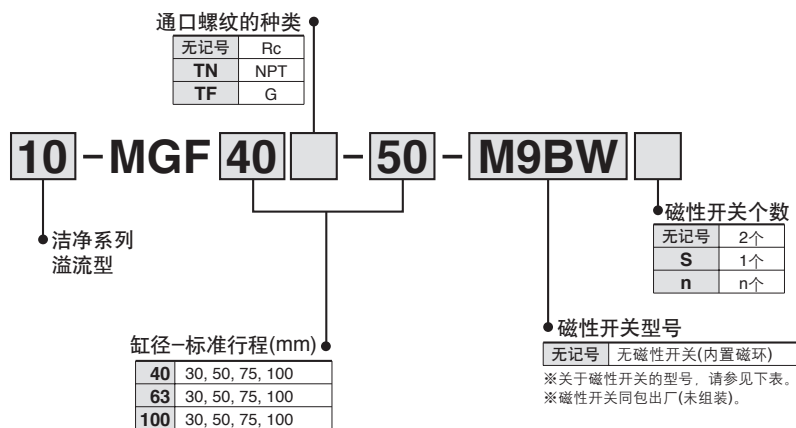 通口螺纹的种类
无记号 Rc
TN NPT
TF G
10-MGF 40 - 50 - M9BW
洁净系列
溢流型
磁性开关个数
无记号 2个
S 1个
n n个
缸径-标准行程(mm)
40 30, 50, 75, 100
63 30, 50, 75, 100
100 30, 50, 75, 100
磁性开关型号
无记号 无磁性开关(内置磁环)
※关于磁性开关的型号，请参见下表。
※磁性开关同包出厂(未组装)。